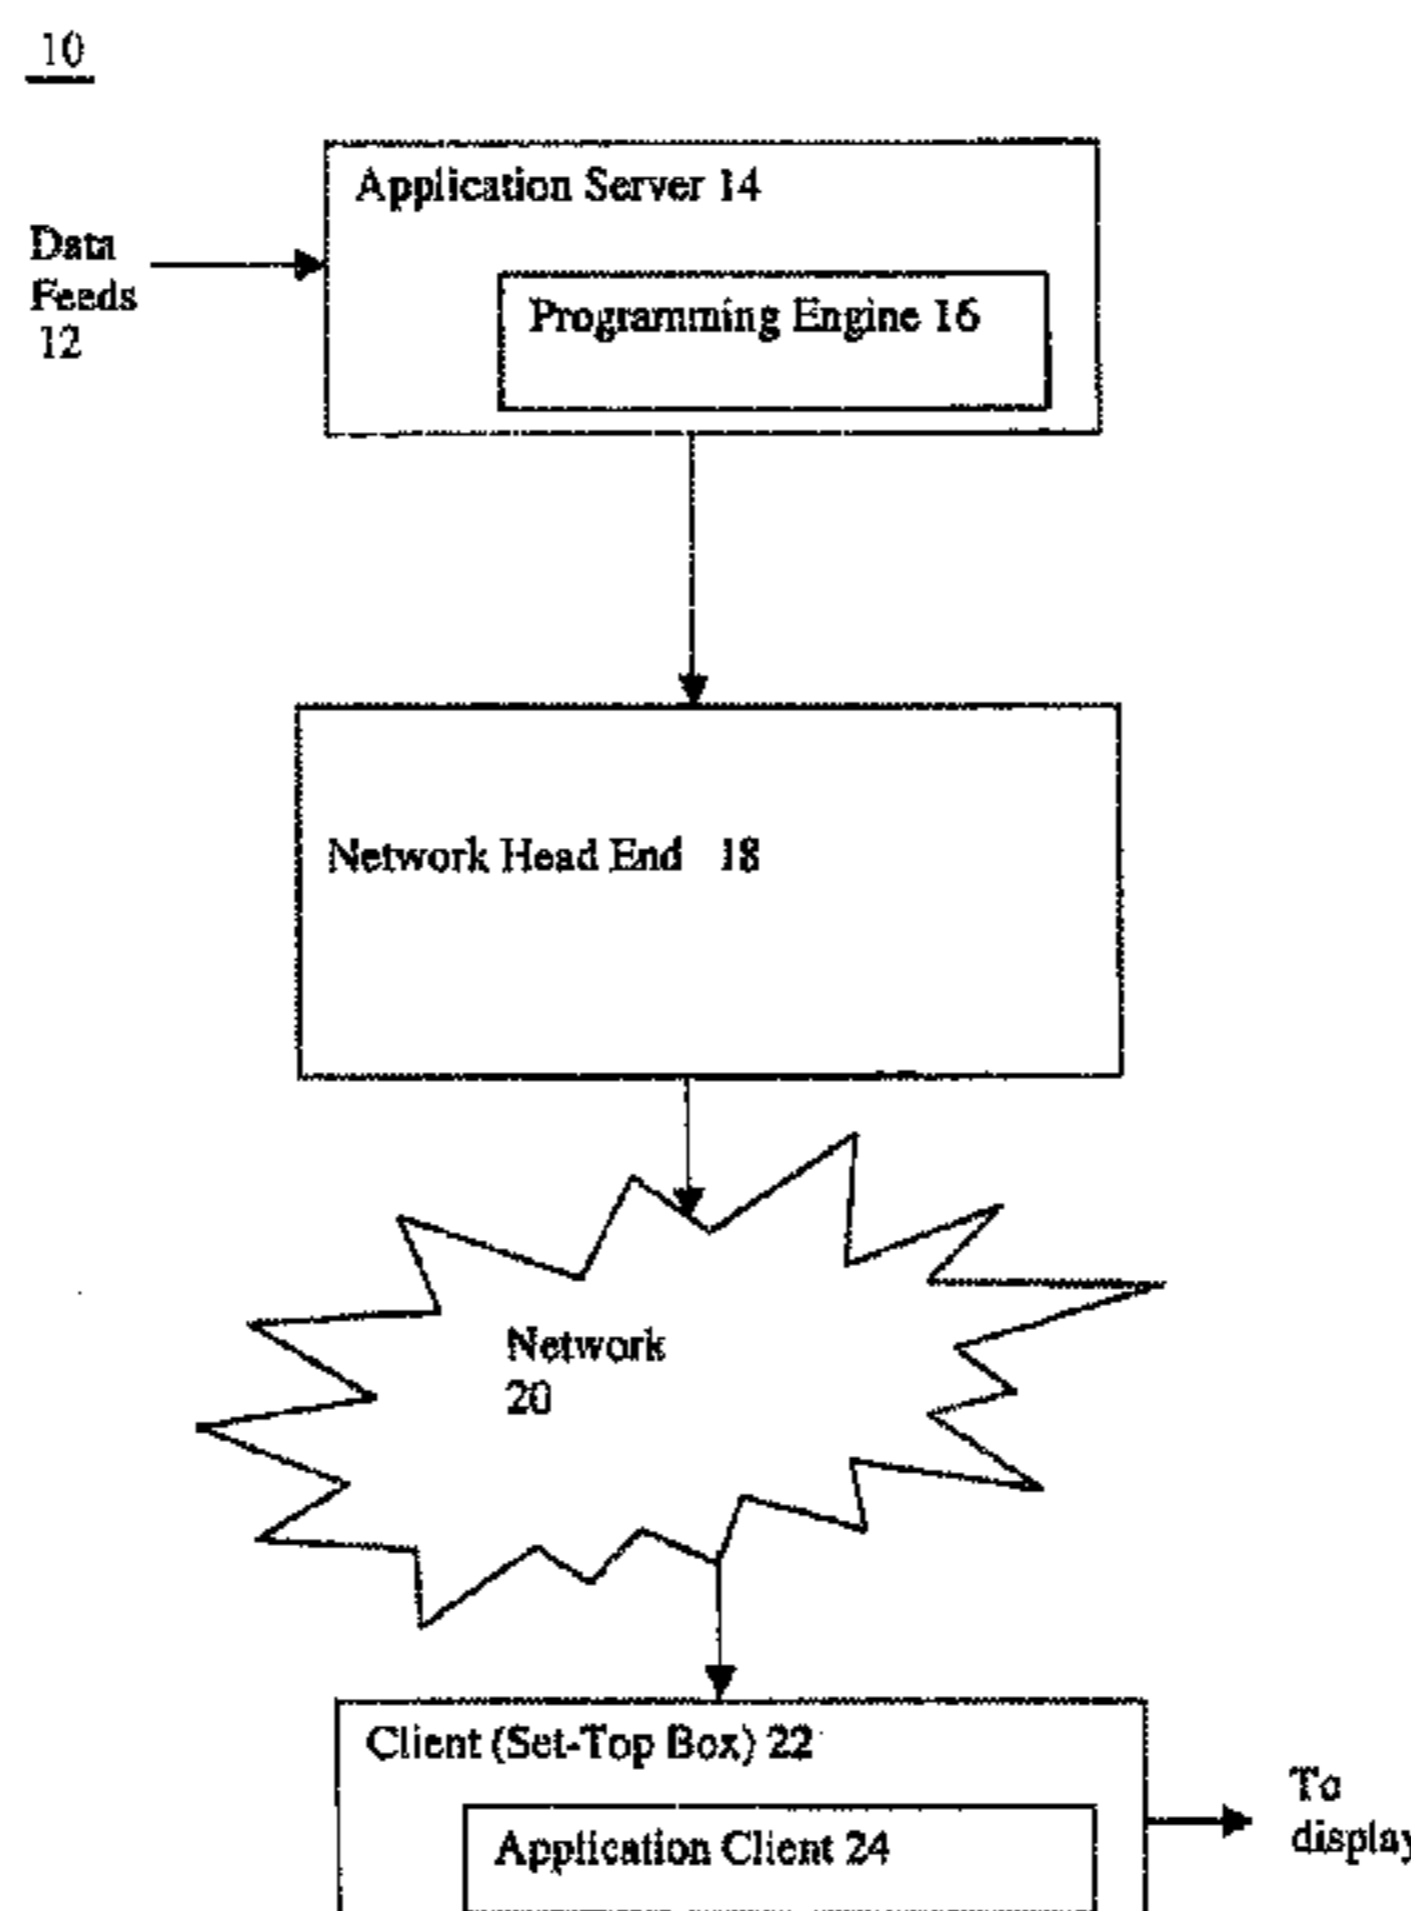 10
Application Server 14
Data
Feeds
12
Programming Engine 16
Network Head End 18
Network
20
Client (Set-Top Box) 22
To
display
Application Client 24